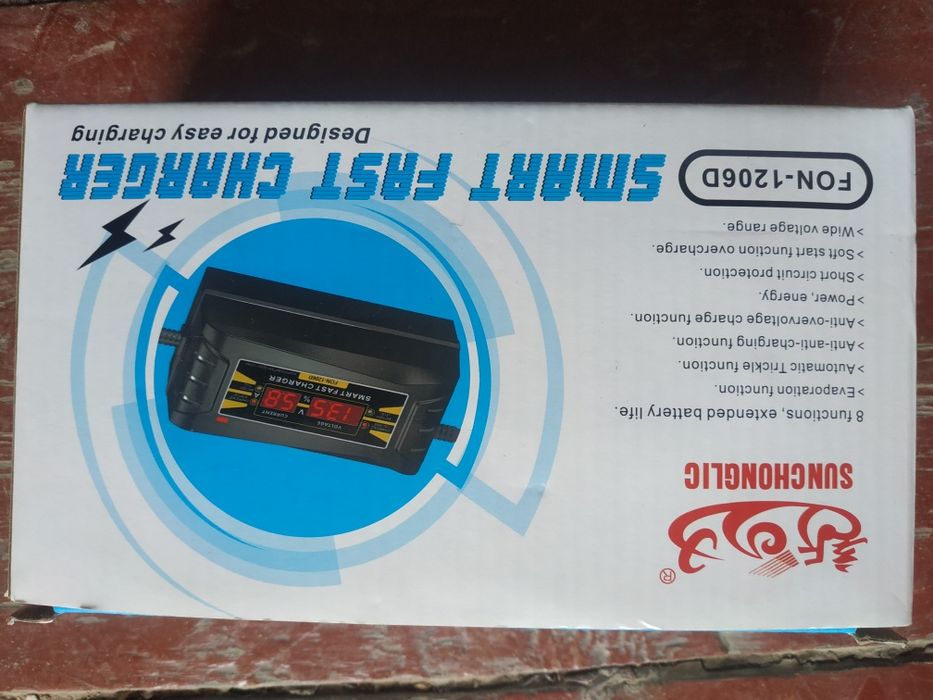 SUNCHONGLIC
8 functions, extended battery life.
> Evaporation function.
> Automatic Trickle function.
> Anti-anti-charging function.
> Anti-overvoltage charge function.
> Power, energy.
> Short circuit protection.
> Soft start function overcharge.
> Wide voltage range.
FON-1206D
SMART FAST CHARGER
Designed for easy charging
VOLTAGE
CURRENT
13.5 V
%
5.8 A
SMART FAST CHARGER
FON-1206D